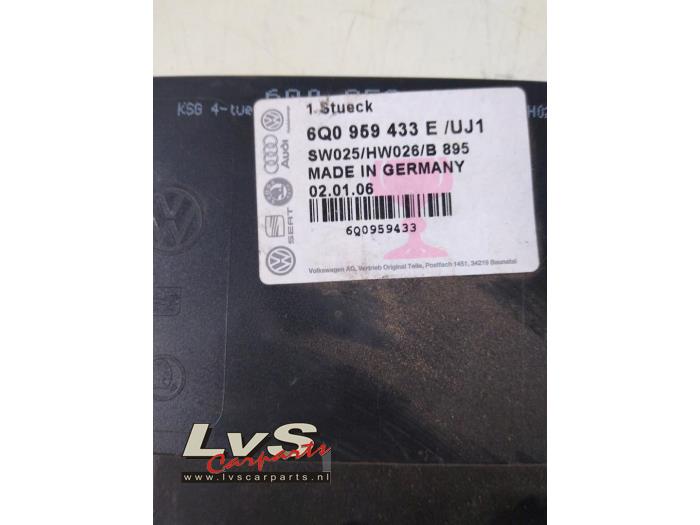 KSG 4-tue
1 Stueck
6Q0 959 433 E /UJ1
SW025/HW026/B 895
MADE IN GERMANY
02.01.06
6Q0959433
Volkswagen AG, Vertrieb Original Teile, Postfach 1451, 34219 Baunatal
Audi
SEAT
LvS
Carparts
www.lvscarparts.nl